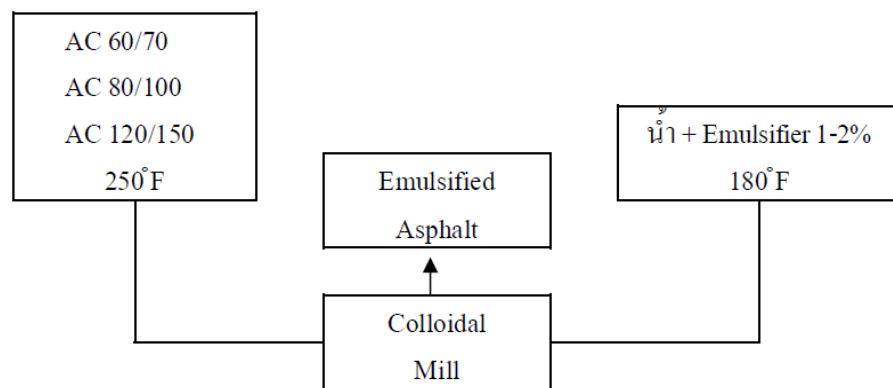 AC 60/70
AC 80/100
AC 120/150
250°F
น้ำ + Emulsifier 1-2%
180°F
Emulsified
Asphalt
Colloidal
Mill